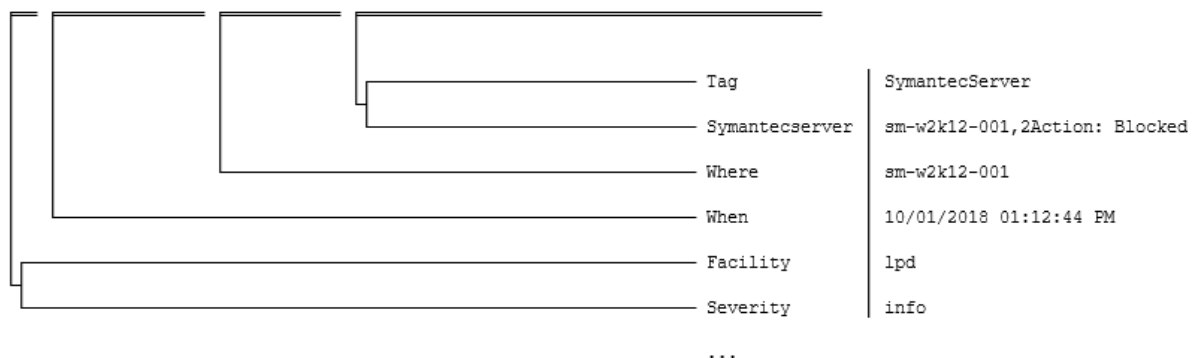 Tag SymantecServer
Symantecserver sm-w2k12-001,2Action: Blocked
Where sm-w2k12-001
When 10/01/2018 01:12:44 PM
Facility lpd
Severity info
...